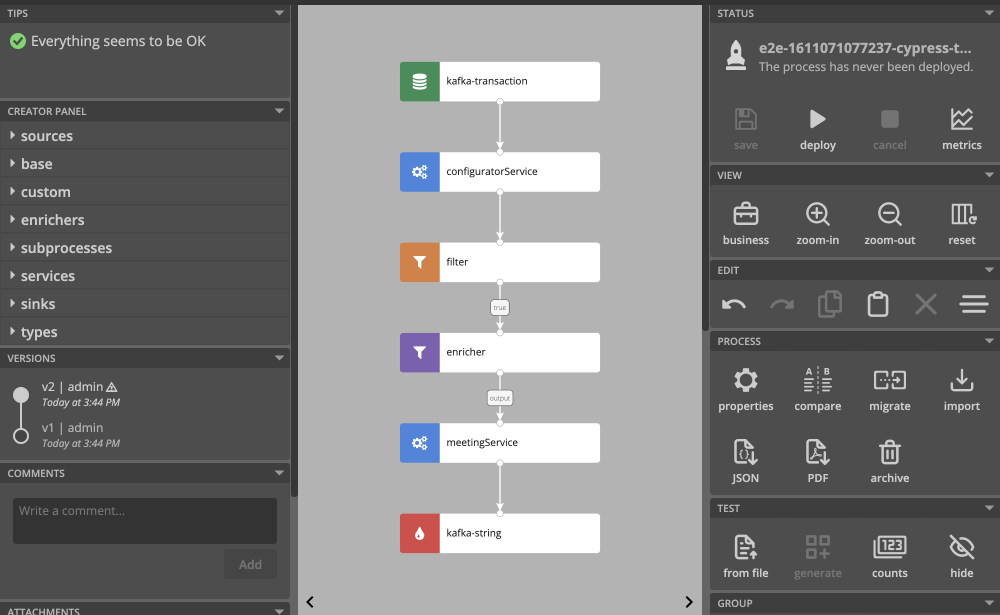 TIPS
Everything seems to be OK
CREATOR PANEL
sources
base
custom
enrichers
subprocesses
services
sinks
types
VERSIONS
v2 | admin
Today at 3:44 PM
v1 | admin
Today at 3:44 PM
COMMENTS
Write a comment...
Add
ATTACHMENTS
kafka-transaction
configuratorService
filter
true
enricher
output
meetingService
kafka-string
STATUS
e2e-1611071077237-cypress-t...
The process has never been deployed.
save deploy cancel metrics
VIEW
business zoom-in zoom-out reset
EDIT
PROCESS
A B
properties compare migrate import
JSON PDF archive
TEST
123
from file generate counts hide
GROUP